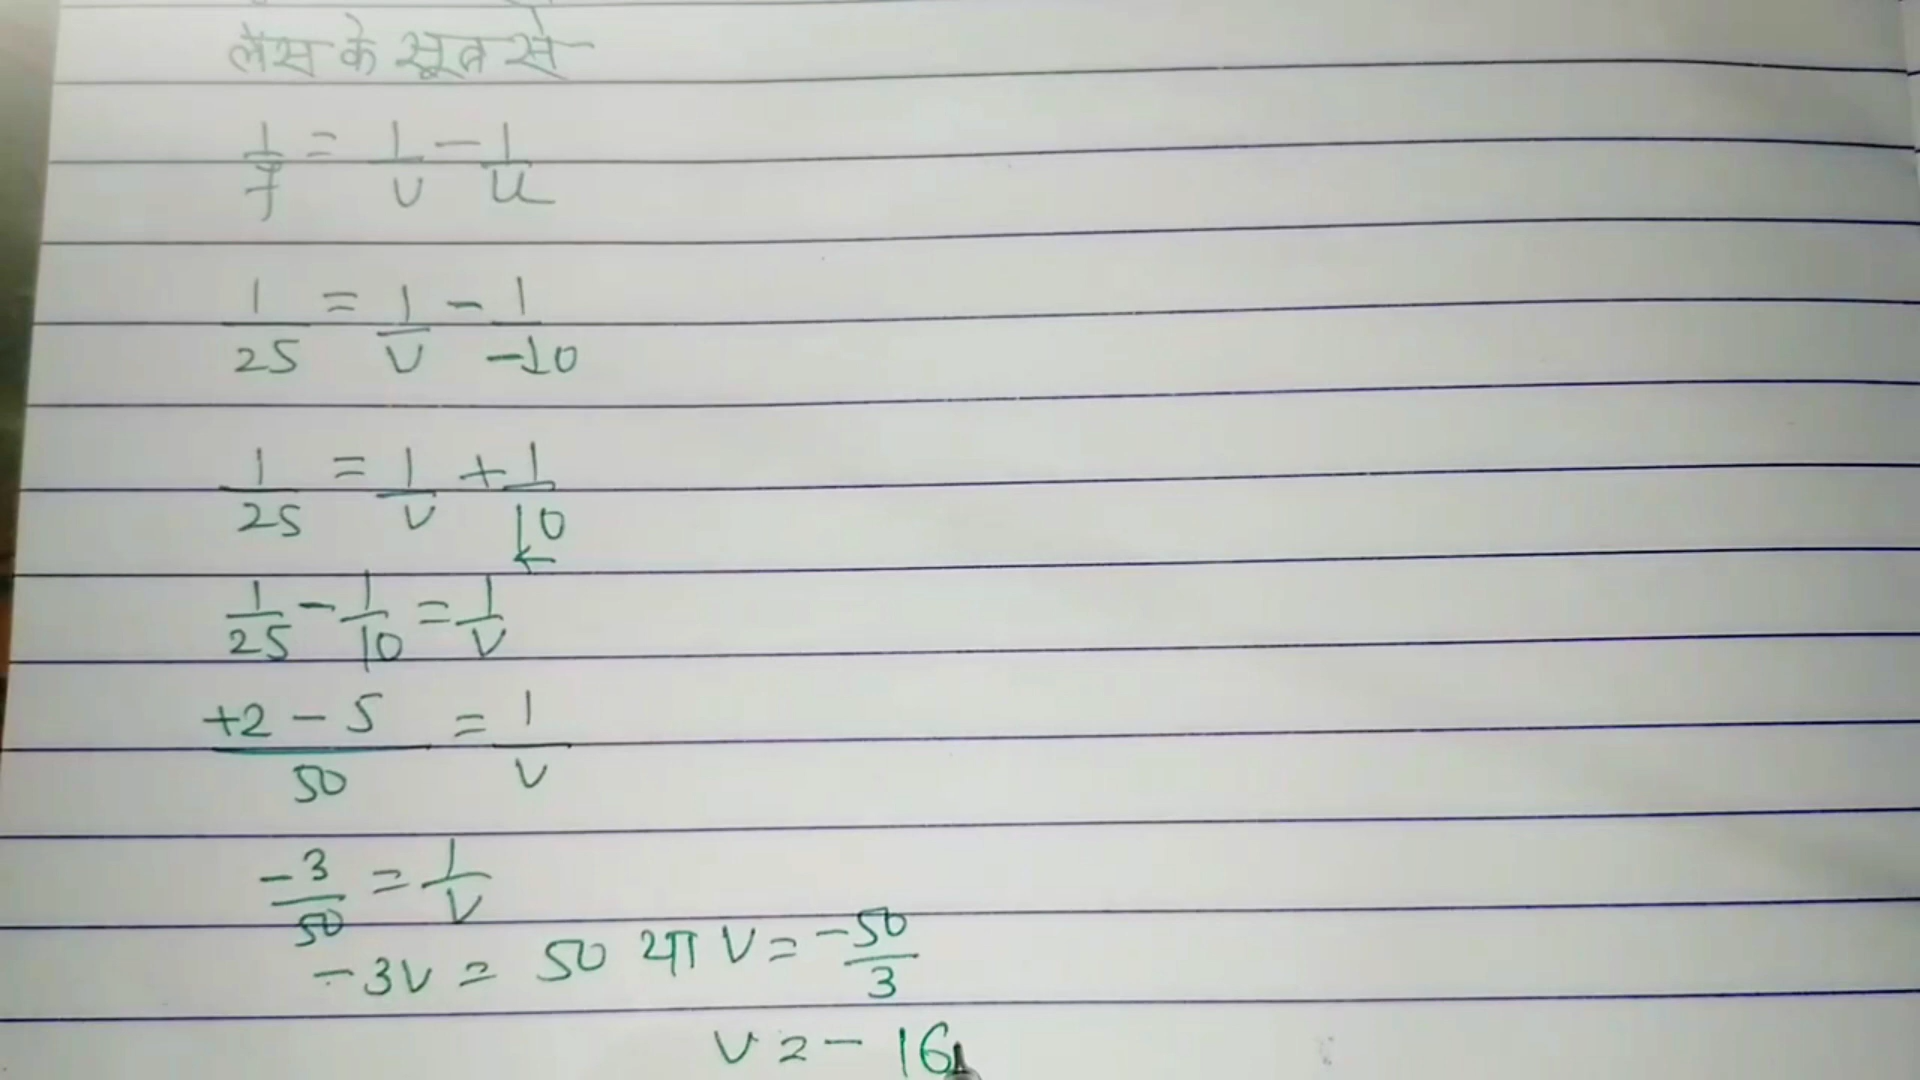 लेंस के सूत्र से
1/f = 1/v - 1/u
1/25 = 1/v - 1/-10
1/25 = 1/v + 1/10
1/25 - 1/10 = 1/v
+2 - 5/50 = 1/v
-3/50 = 1/v
-3v = 50 या v = -50/3
v = - 16